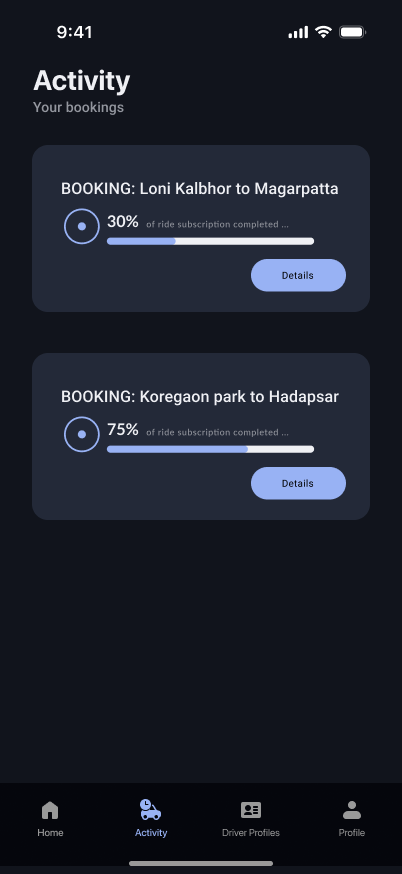 9:41
Activity
Your bookings
BOOKING: Loni Kalbhor to Magarpatta
30% of ride subscription completed ...
Details
BOOKING: Koregaon park to Hadapsar
75% of ride subscription completed ...
Details
Home Activity Driver Profiles Profile